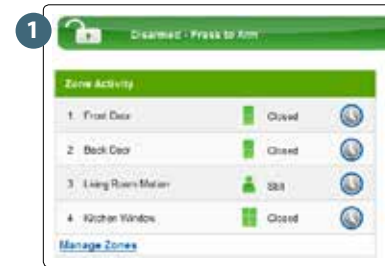 1
Disarmed - Press to Arm
Zone Activity
1 Front Door Closed
2 Back Door Closed
3 Living Room Motion Still
4 Kitchen Window Closed
Manage Zones